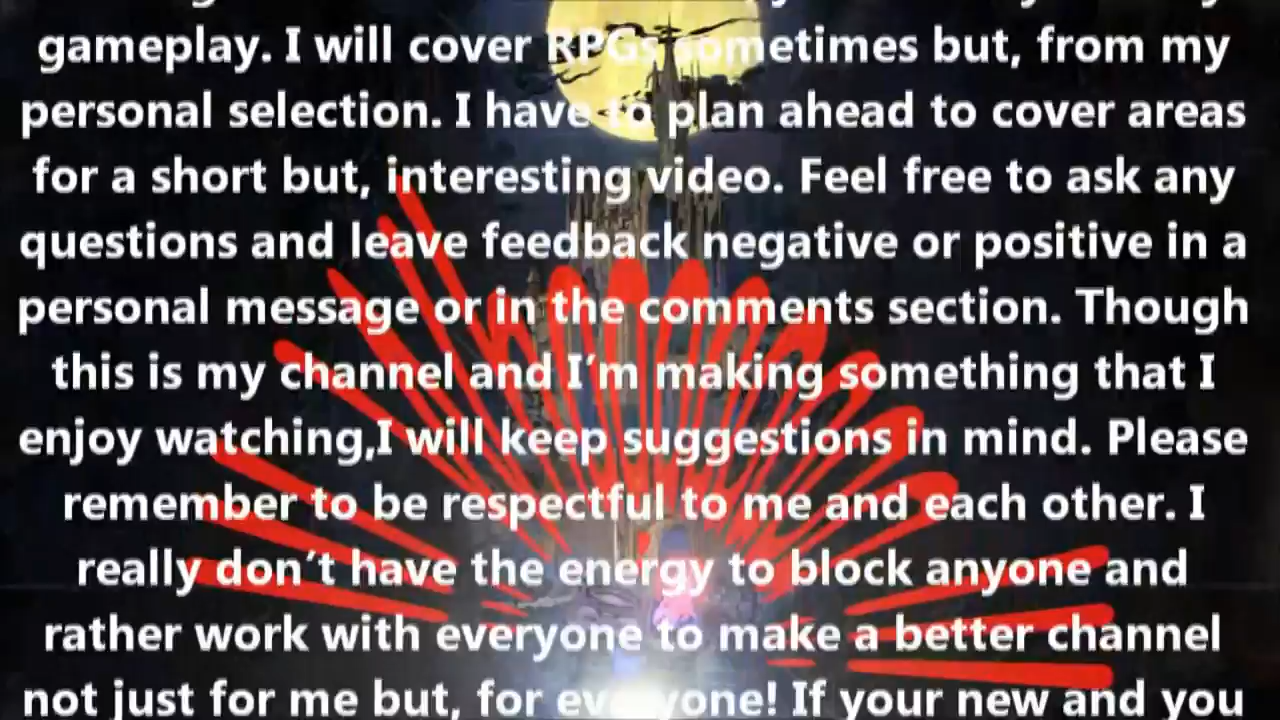 gameplay. I will cover RPGs sometimes but, from my
personal selection. I have to plan ahead to cover areas
for a short but, interesting video. Feel free to ask any
questions and leave feedback negative or positive in a
personal message or in the comments section. Though
this is my channel and I’m making something that I
enjoy watching,I will keep suggestions in mind. Please
remember to be respectful to me and each other. I
really don’t have the energy to block anyone and
rather work with everyone to make a better channel
not just for me but, for everyone! If your new and you